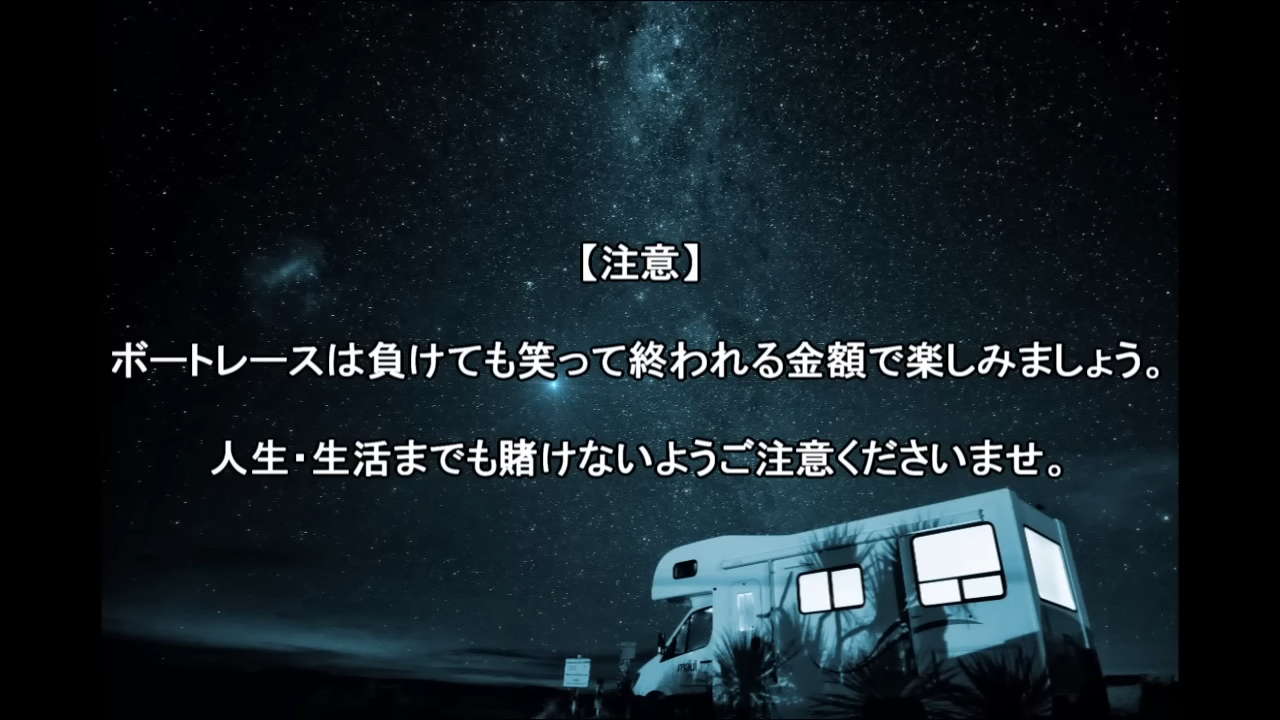 【注意】
ボートレースは負けても笑って終われる金額で楽しみましょう。
人生・生活までも賭けないようご注意くださいませ。
maui